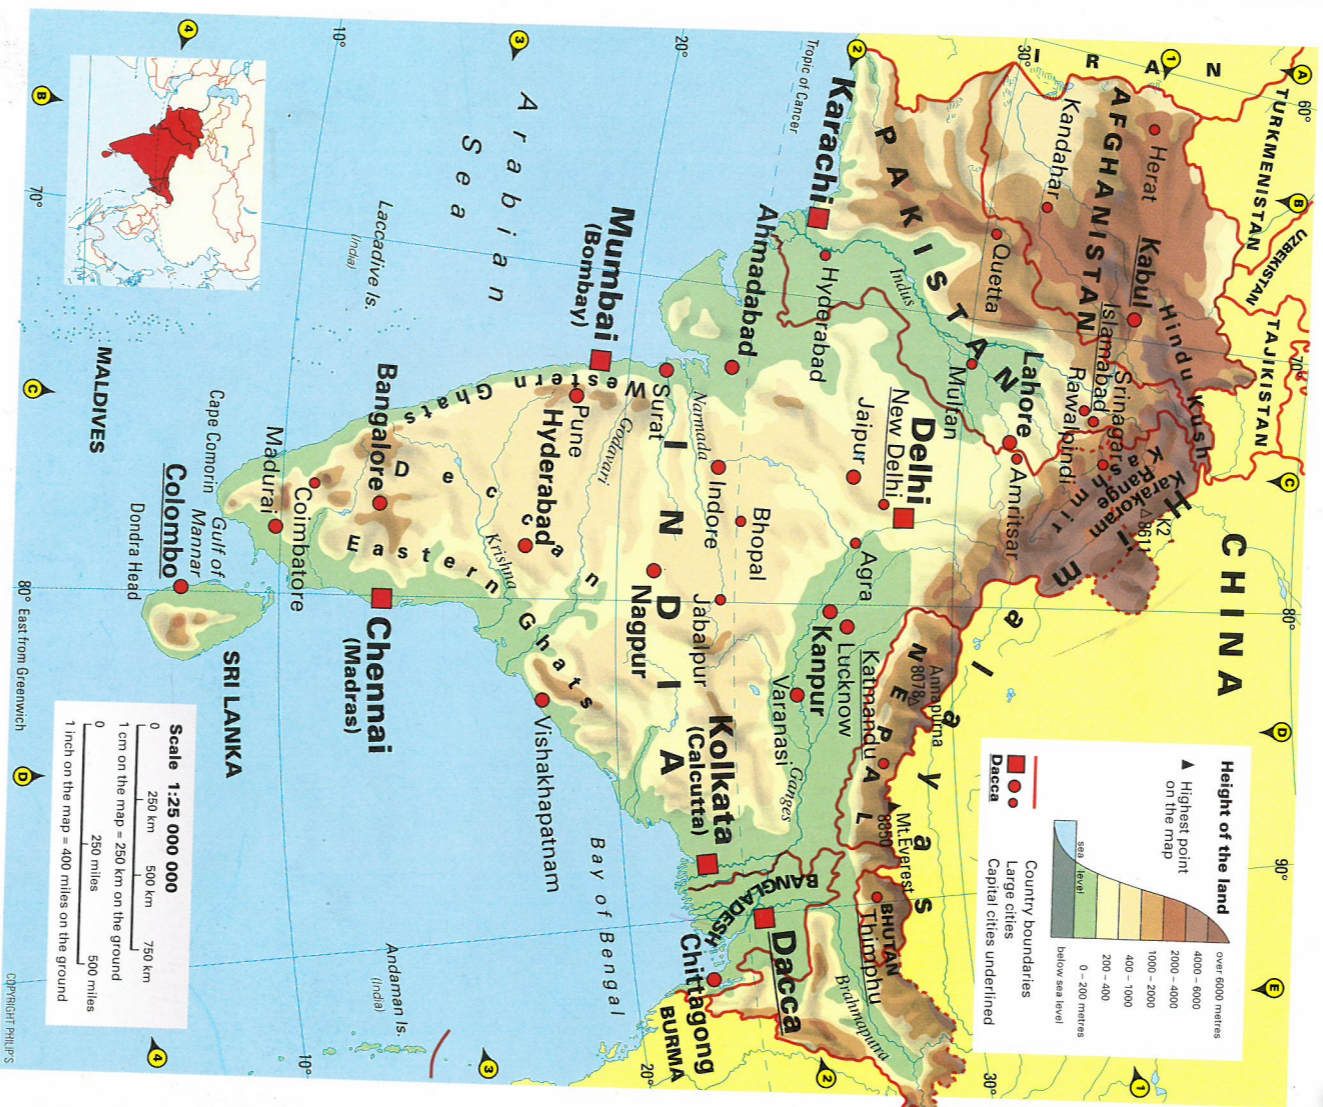 Height of the land
▲ Highest point
on the map
over 6000 metres
4000 – 6000
2000 – 4000
1000 – 2000
400 – 1000
200 – 400
0 – 200 metres
below sea level
sea level
Country boundaries
Large cities
Dacca Capital cities underlined
A
60°
B
70°
C
80°
D
90°
E
1
TURKMENISTAN
UZBEKISTAN
TAJIKISTAN
CHINA
IRAN
30°
AFGHANISTAN
Herat
Kabul
Kandahar
Hindu Kush
Karakoram
Range
K2
△8611
Himalayas
Kashmir
Srinagar
Islamabad
Rawalpindi
Lahore
Amritsar
Quetta
Multan
PAKISTAN
Indus
Hyderabad
Karachi
2
Tropic of Cancer
NEPAL
Annapurna
8078△
Katmandu
Mt.Everest
▲8850
BHUTAN
Thimphu
Brahmaputra
1
30°
Delhi
New Delhi
Jaipur
Agra
Lucknow
Kanpur
Varanasi
Ganges
Ahmadabad
Bhopal
Indore
Jabalpur
Narmada
Surat
INDIA
Nagpur
Kolkata
(Calcutta)
BANGLADESH
Dacca
Chittagong
BURMA
2
20°
20°
Mumbai
(Bombay)
Pune
Godavari
Hyderabad
Krishna
Deccan
Western Ghats
Eastern Ghats
Vishakhapatnam
Bay of Bengal
Arabian
Sea
3
3
Bangalore
Chennai
(Madras)
Coimbatore
Madurai
Laccadive Is.
(India)
Andaman Is.
(India)
10°
10°
Cape Comorin
Gulf of
Mannar
Colombo
Dondra Head
SRI LANKA
MALDIVES
4
4
B
70°
C
80° East from Greenwich
D
Scale 1:25 000 000
0 250 km 500 km 750 km
1 cm on the map = 250 km on the ground
0 250 miles 500 miles
1 inch on the map = 400 miles on the ground
COPYRIGHT PHILIP'S